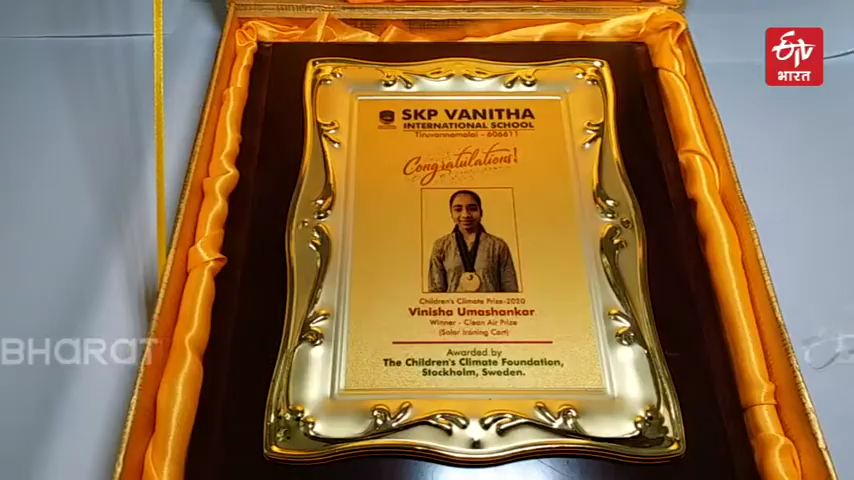 ETV
भारत
SKP VANITHA
INTERNATIONAL SCHOOL
Tiruvannamalai - 606611
Congratulations!
Children's Climate Prize-2020
Vinisha Umashankar
Winner - Clean Air Prize
(Solar Ironing Cart)
Awarded by
The Children's Climate Foundation,
Stockholm, Sweden.
BHARAT